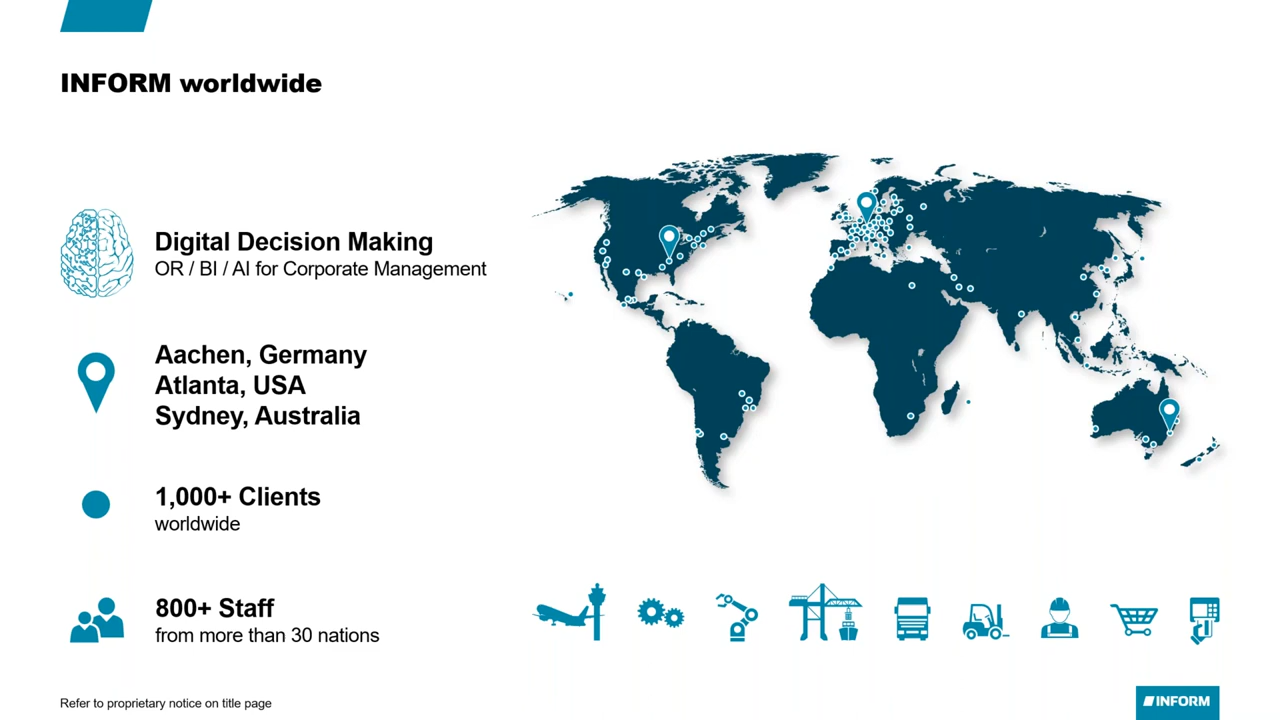 INFORM worldwide
Digital Decision Making
OR / BI / AI for Corporate Management
Aachen, Germany
Atlanta, USA
Sydney, Australia
1,000+ Clients
worldwide
800+ Staff
from more than 30 nations
Refer to proprietary notice on title page
INFORM